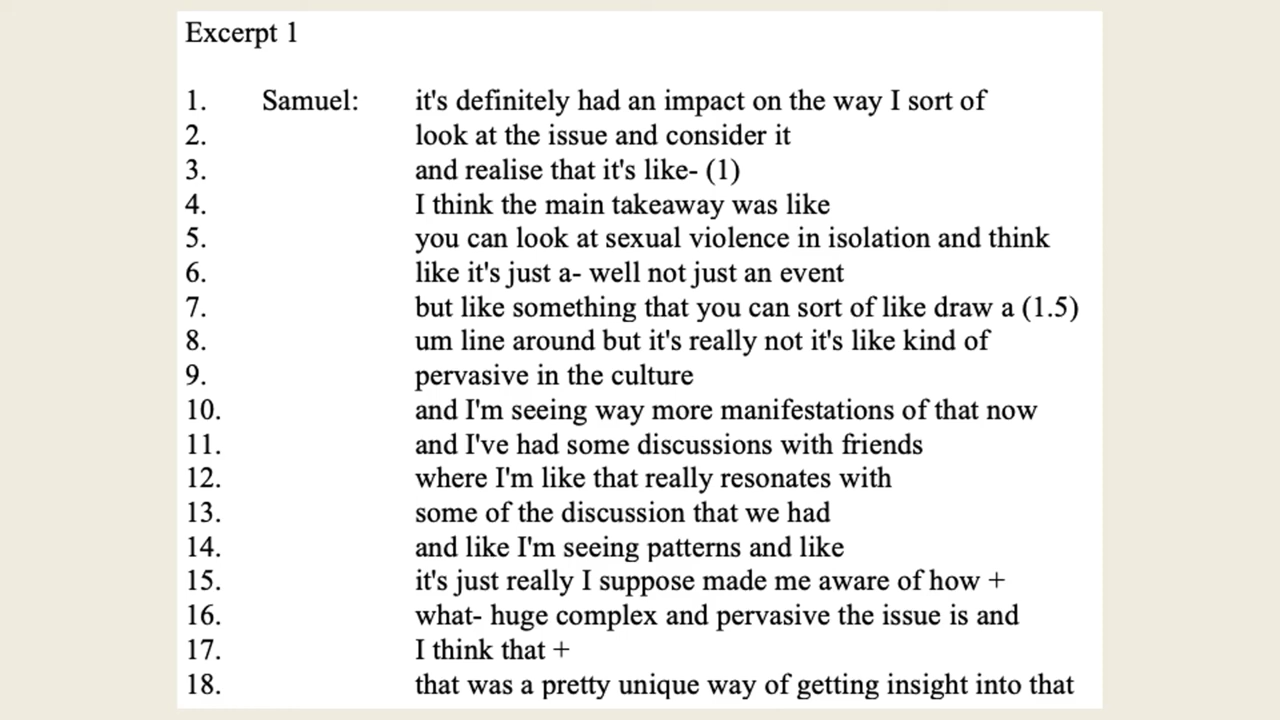 Excerpt 1
1. Samuel: it's definitely had an impact on the way I sort of
2. look at the issue and consider it
3. and realise that it's like- (1)
4. I think the main takeaway was like
5. you can look at sexual violence in isolation and think
6. like it's just a- well not just an event
7. but like something that you can sort of like draw a (1.5)
8. um line around but it's really not it's like kind of
9. pervasive in the culture
10. and I'm seeing way more manifestations of that now
11. and I've had some discussions with friends
12. where I'm like that really resonates with
13. some of the discussion that we had
14. and like I'm seeing patterns and like
15. it's just really I suppose made me aware of how +
16. what- huge complex and pervasive the issue is and
17. I think that +
18. that was a pretty unique way of getting insight into that